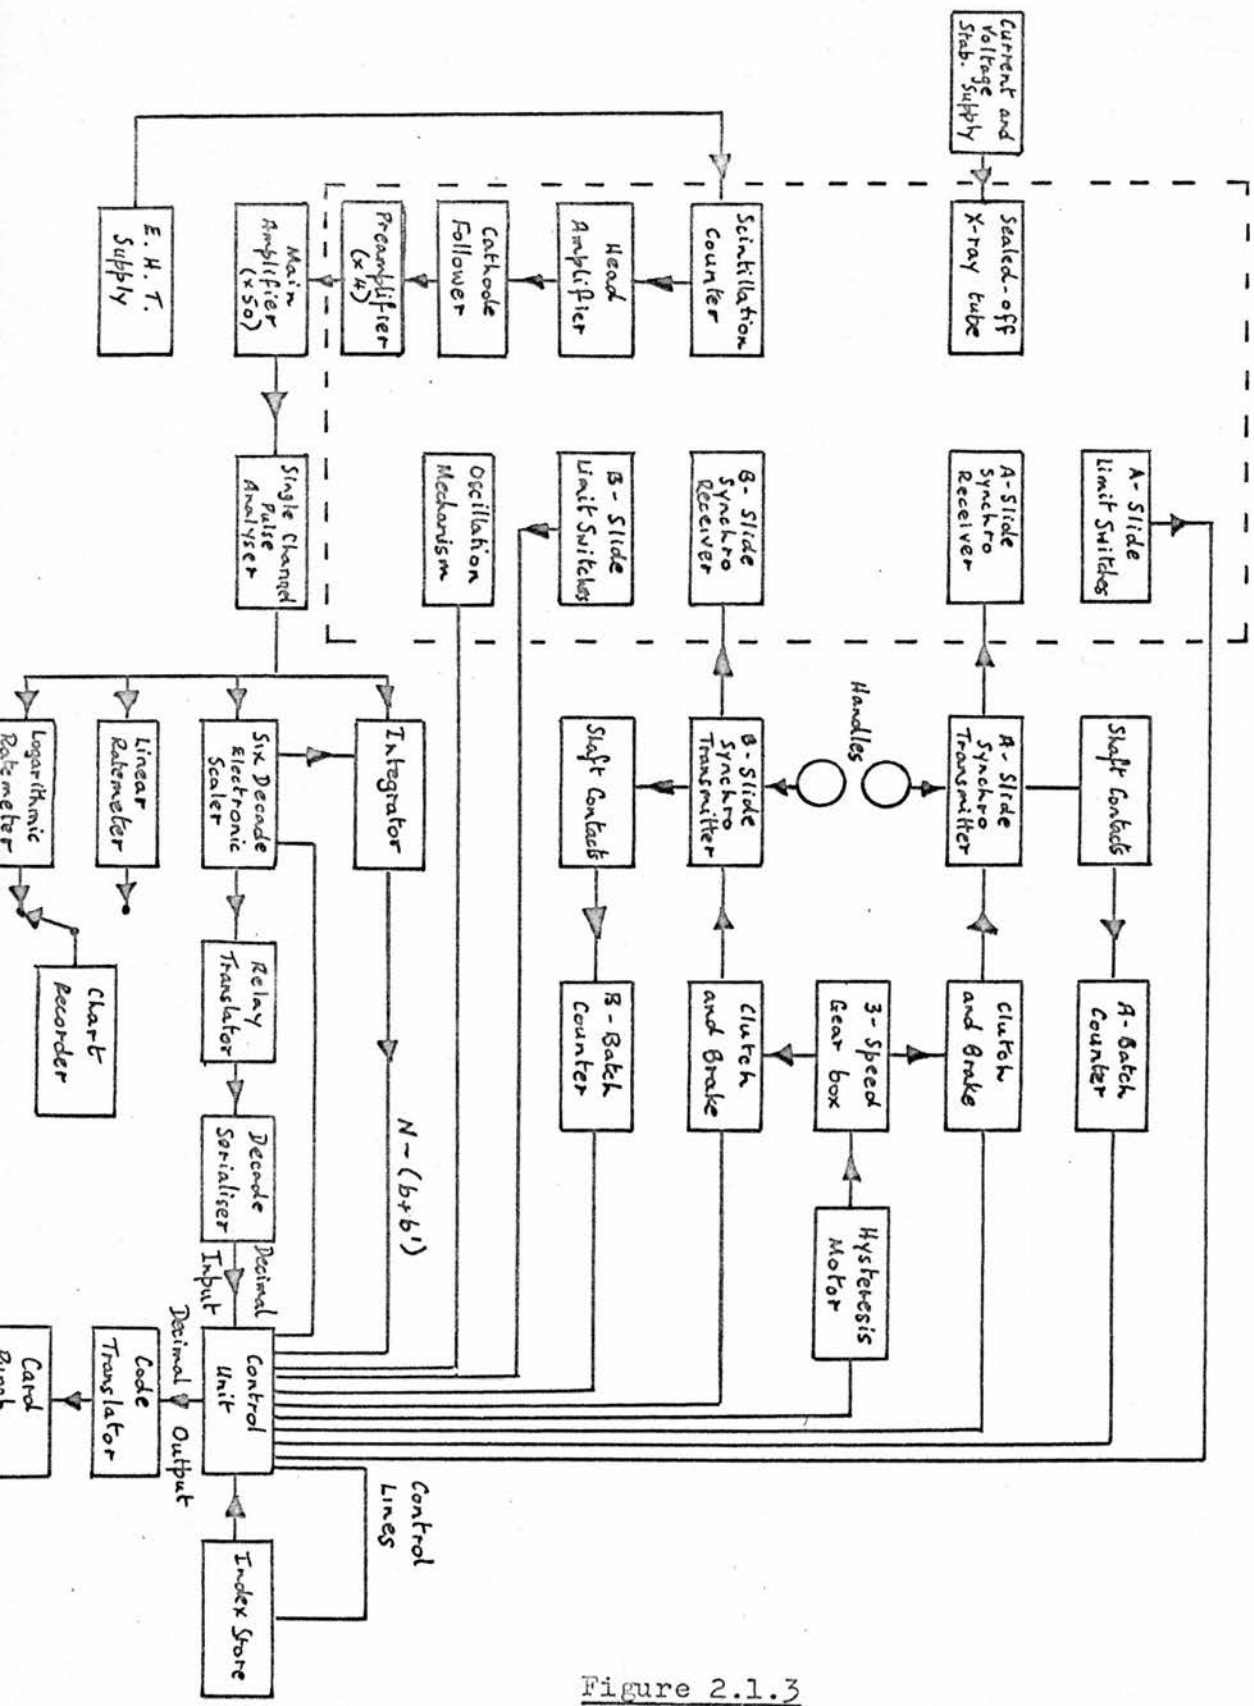 Current and
Voltage
Stab. Supply
Sealed-off
X-ray tube
Scintillation
Counter
Head
Amplifier
Cathode
Follower
Preamplifier
(x4)
Main
Amplifier
(x50)
E.H.T.
Supply
A-Slide
Limit Switches
A-Slide
Synchro
Receiver
B-Slide
Synchro
Receiver
B-Slide
Limit Switches
Oscillation
Mechanism
Single Channel
Pulse
Analyser
Shaft Contacts
A-Slide
Synchro
Transmitter
Handles
B-Slide
Synchro
Transmitter
Shaft Contacts
Integrator
Six Decade
Electronic
Scaler
Linear
Ratemeter
Logarithmic
Ratemeter
A-Batch
Counter
Clutch
and Brake
3-Speed
Gear box
Clutch
and Brake
B-Batch
Counter
Relay
Translator
Chart
Recorder
N-(b+b')
Decade
Serialiser
Hysteresis
Motor
Decimal
Input
Control
Unit
Decimal Output
Code
Translator
Card
Control
Lines
Index Store
Figure 2.1.3